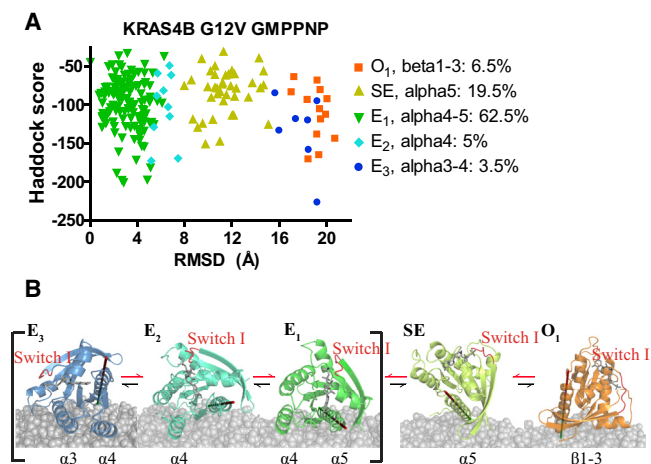 A
KRAS4B G12V GMPPNP
Haddock score
-50
-100
-150
-200
-250
0 4 8 12 16 20
RMSD (Å)
O1, beta1-3: 6.5%
SE, alpha5: 19.5%
E1, alpha4-5: 62.5%
E2, alpha4: 5%
E3, alpha3-4: 3.5%
B
E3 E2 E1 SE O1
Switch I Switch I Switch I Switch I Switch I
α3 α4 α4 α4 α5 α5 β1-3